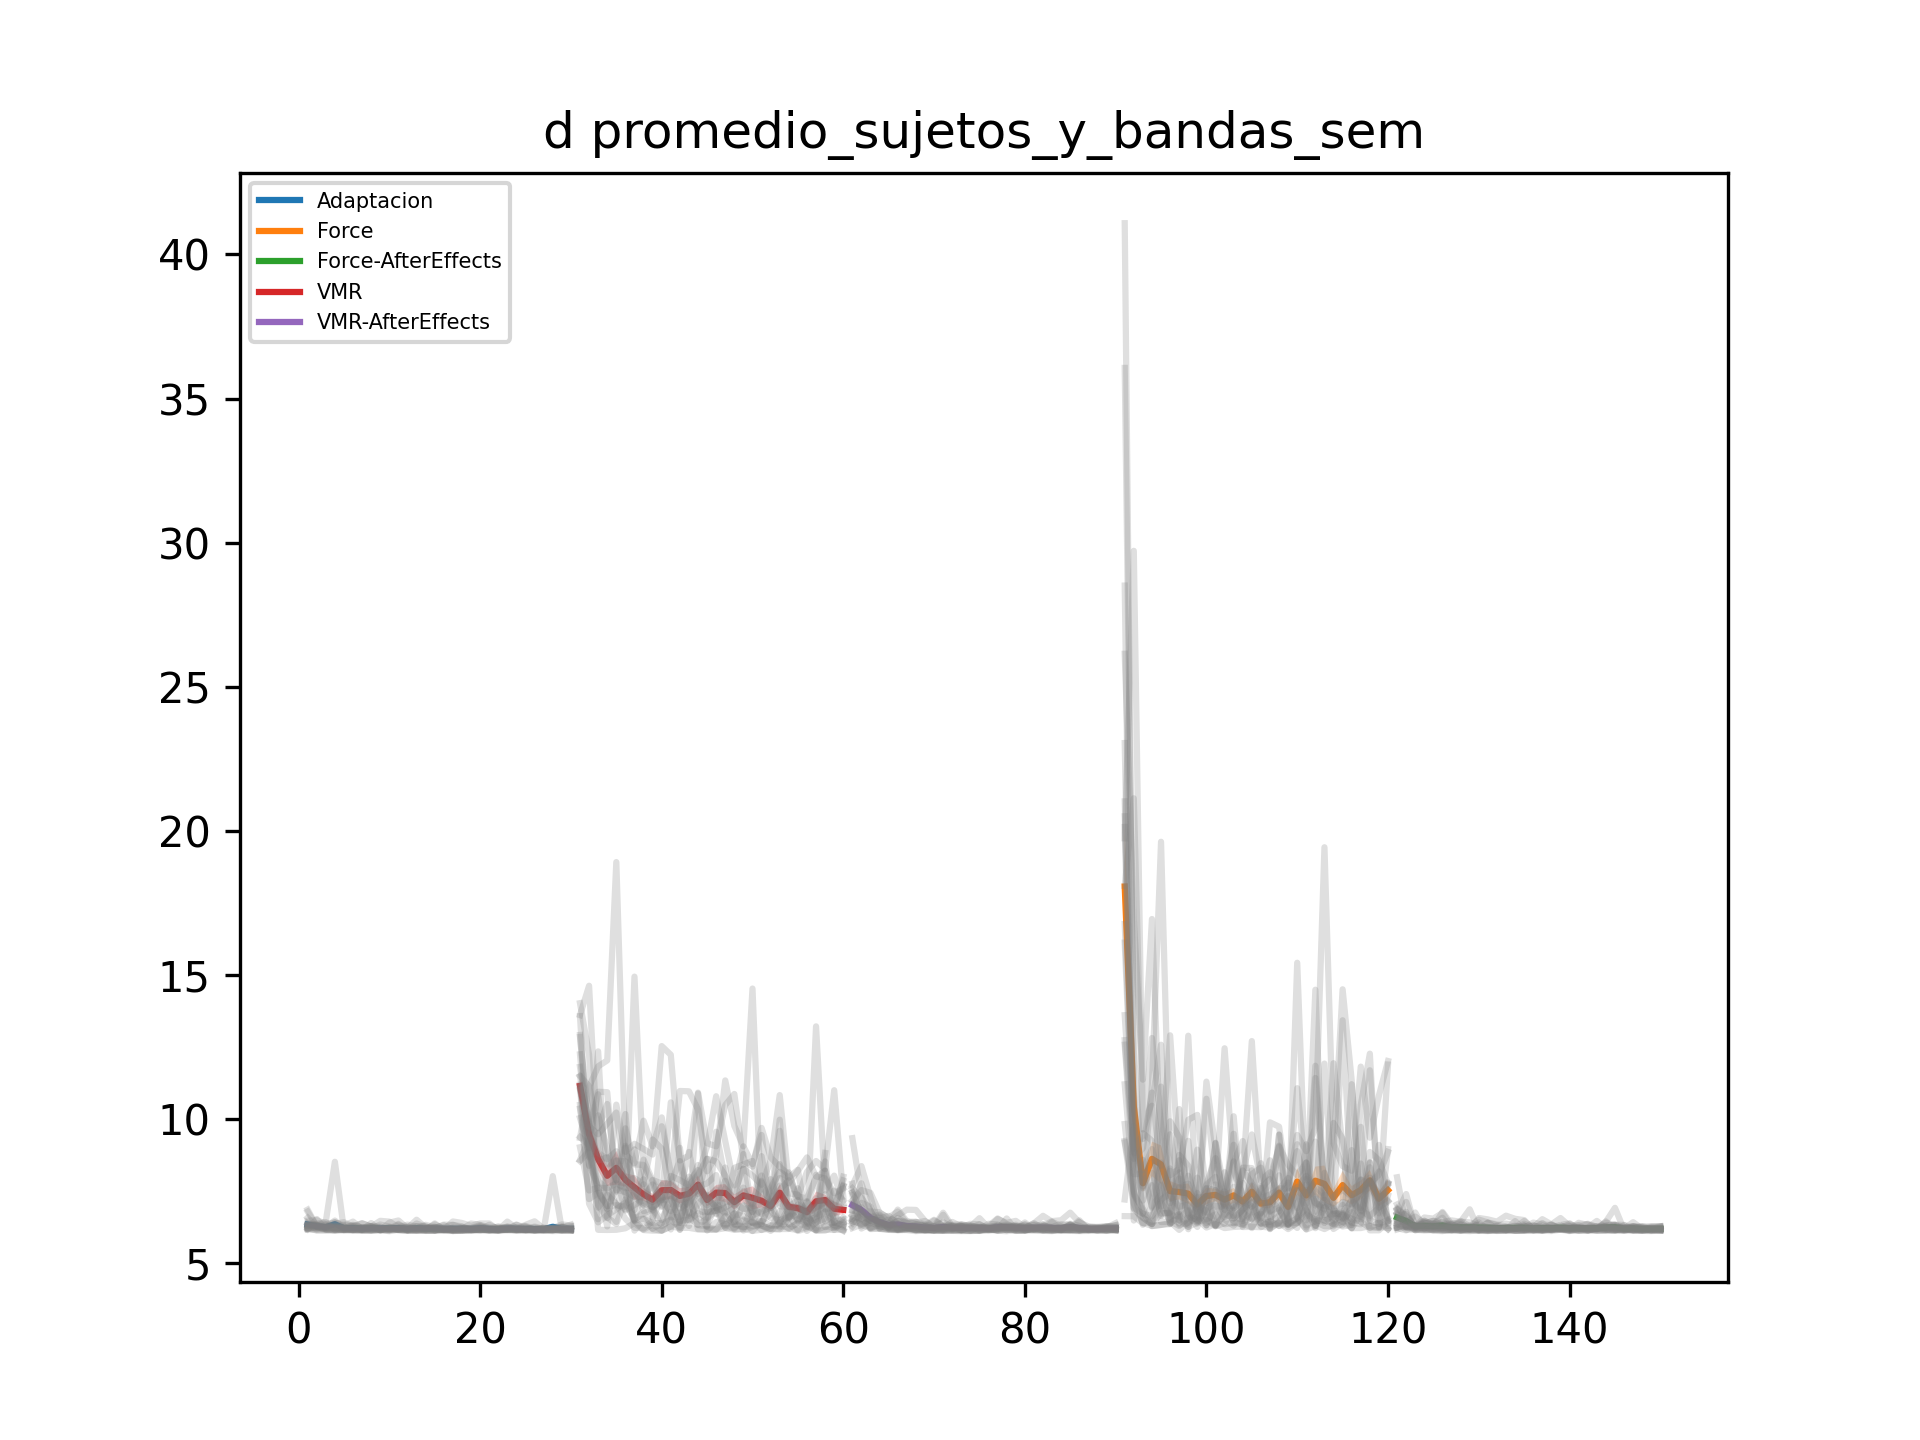 d promedio_sujetos_y_bandas_sem
Adaptacion
Force
Force-AfterEffects
VMR
VMR-AfterEffects
40
35
30
25
20
15
10
5
0 20 40 60 80 100 120 140